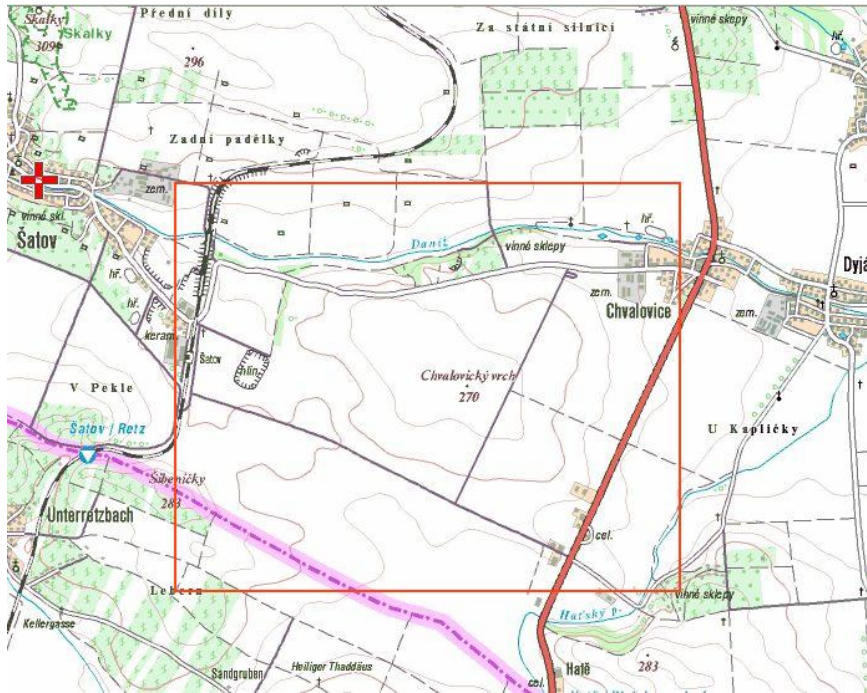 Přední díly
Za státní silnicí
vinné sklepy
Skalky
309
Skalky
296
hř.
Zadní padělky
zem.
vinné skl.
Šatov
Daníž
vinné sklepy
hř.
Dyjá
hř.
hř.
zem.
Chvalovice
zem.
keram.
Šatov
hlin.
Chvalovický vrch
270
V Pekle
U Kapličky
Šatov / Retz
Šibeničky
283
Unterretzbach
cel.
Lebern
vinné sklepy
Haťský p.
Kellergasse
Sandgruben
Heiliger Thaddäus
Hatě
283
cel.